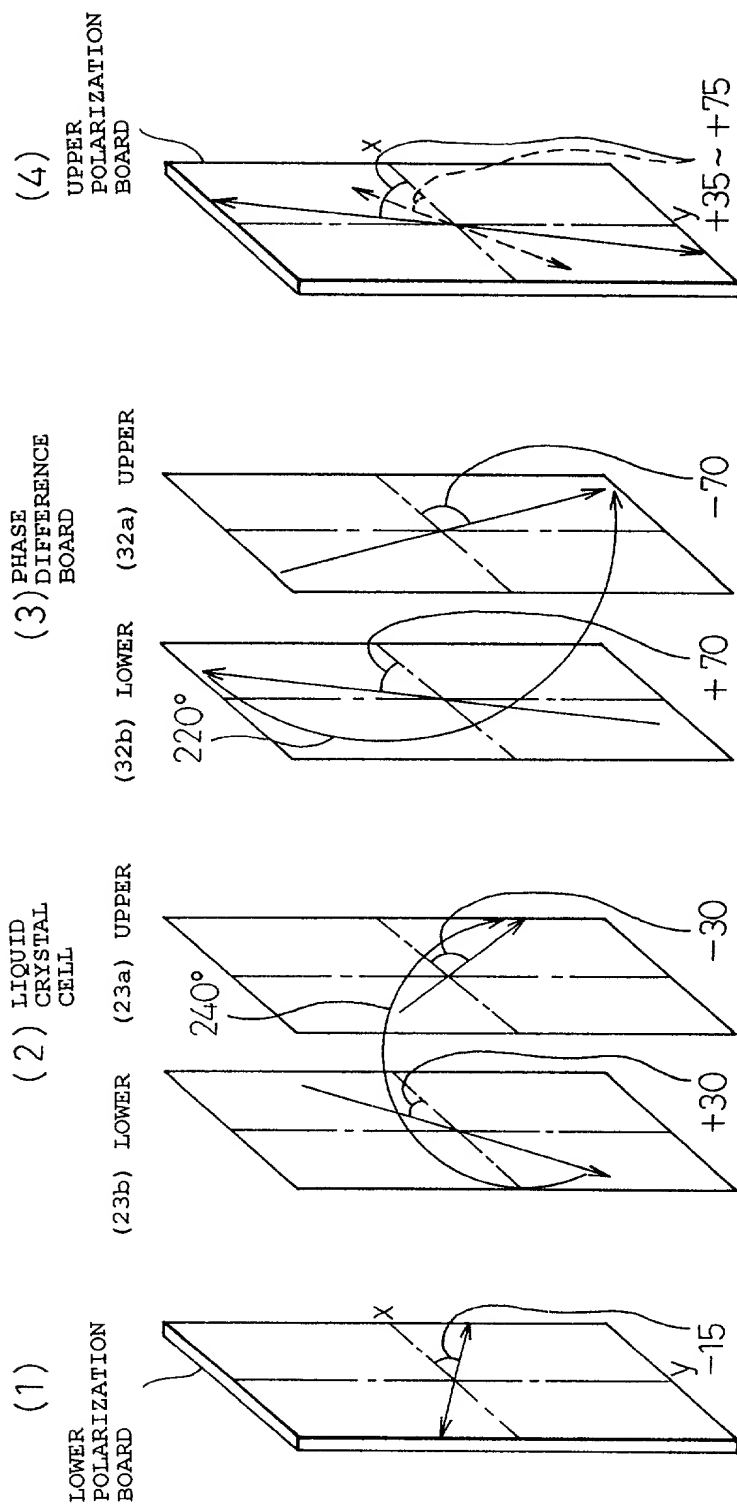 (1)
LOWER
POLARIZATION
BOARD
x
y
-15
(2) LIQUID
CRYSTAL
CELL
(23b) LOWER
(23a) UPPER
240°
+30
-30
(3) PHASE
DIFFERENCE
BOARD
(32b) LOWER
(32a) UPPER
220°
+70
-70
(4)
UPPER
POLARIZATION
BOARD
x
y
+35~+75